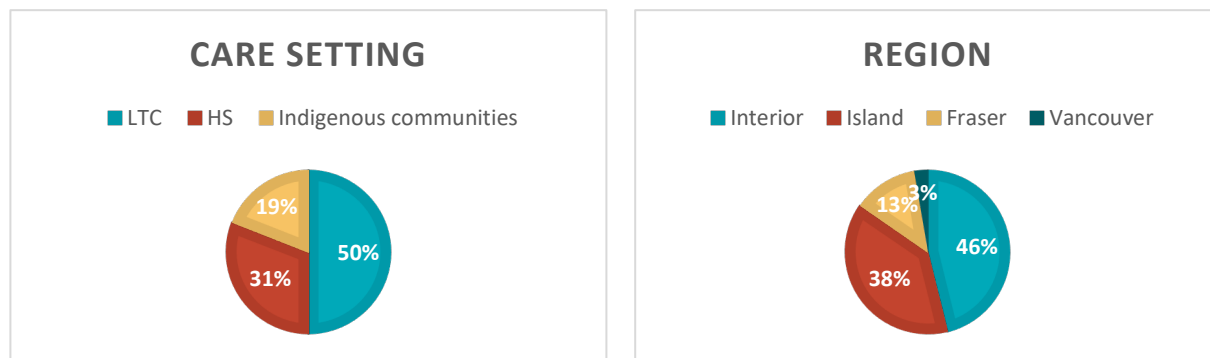 CARE SETTING
LTC HS Indigenous communities
19%
50%
31%
REGION
Interior Island Fraser Vancouver
3%
13%
46%
38%